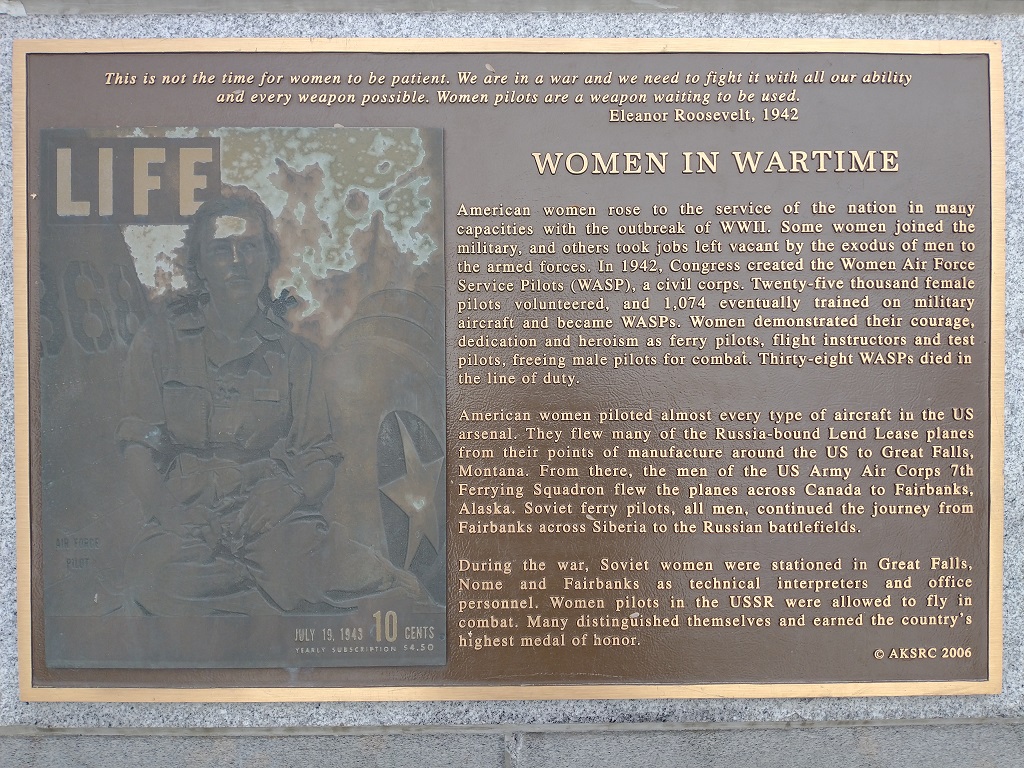 This is not the time for women to be patient. We are in a war and we need to fight it with all our ability
and every weapon possible. Women pilots are a weapon waiting to be used.
Eleanor Roosevelt, 1942
LIFE
AIR FORCE
PILOT
JULY 19, 1943 10 CENTS
YEARLY SUBSCRIPTION $4.50
WOMEN IN WARTIME
American women rose to the service of the nation in many
capacities with the outbreak of WWII. Some women joined the
military, and others took jobs left vacant by the exodus of men to
the armed forces. In 1942, Congress created the Women Air Force
Service Pilots (WASP), a civil corps. Twenty-five thousand female
pilots volunteered, and 1,074 eventually trained on military
aircraft and became WASPs. Women demonstrated their courage,
dedication and heroism as ferry pilots, flight instructors and test
pilots, freeing male pilots for combat. Thirty-eight WASPs died in
the line of duty.
American women piloted almost every type of aircraft in the US
arsenal. They flew many of the Russia-bound Lend Lease planes
from their points of manufacture around the US to Great Falls,
Montana. From there, the men of the US Army Air Corps 7th
Ferrying Squadron flew the planes across Canada to Fairbanks,
Alaska. Soviet ferry pilots, all men, continued the journey from
Fairbanks across Siberia to the Russian battlefields.
During the war, Soviet women were stationed in Great Falls,
Nome and Fairbanks as technical interpreters and office
personnel. Women pilots in the USSR were allowed to fly in
combat. Many distinguished themselves and earned the country's
highest medal of honor.
© AKSRC 2006